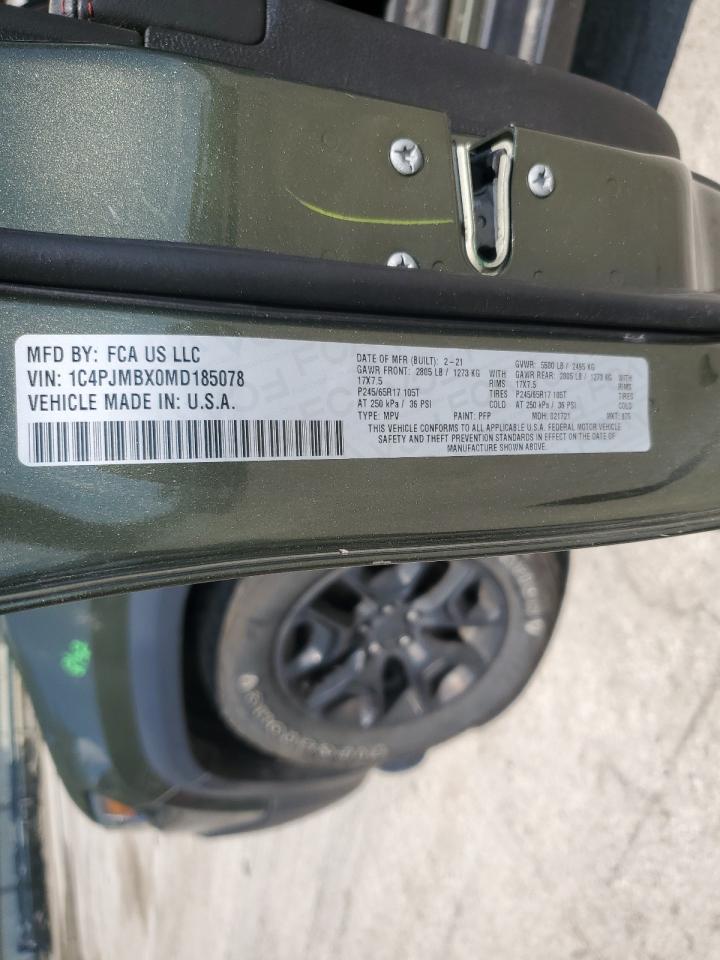 MFD BY: FCA US LLC
VIN: 1C4PJMBX0MD185078
VEHICLE MADE IN: U.S.A.
DATE OF MFR (BUILT): 2-21 GVWR: 5500 LB / 2495 KG
GAWR FRONT: 2805 LB / 1273 KG WITH GAWR REAR: 2805 LB / 1273 KG WITH
17X7.5 RIMS 17X7.5 RIMS
P245/65R17 105T TIRES P245/65R17 105T TIRES
AT 250 kPa / 36 PSI COLD AT 250 kPa / 36 PSI COLD
TYPE: MPV PAINT: PFP MDH: 021721 MKT:
THIS VEHICLE CONFORMS TO ALL APPLICABLE U.S.A. FEDERAL MOTOR VEHICLE
SAFETY AND THEFT PREVENTION STANDARDS IN EFFECT ON THE DATE OF
MANUFACTURE SHOWN ABOVE.